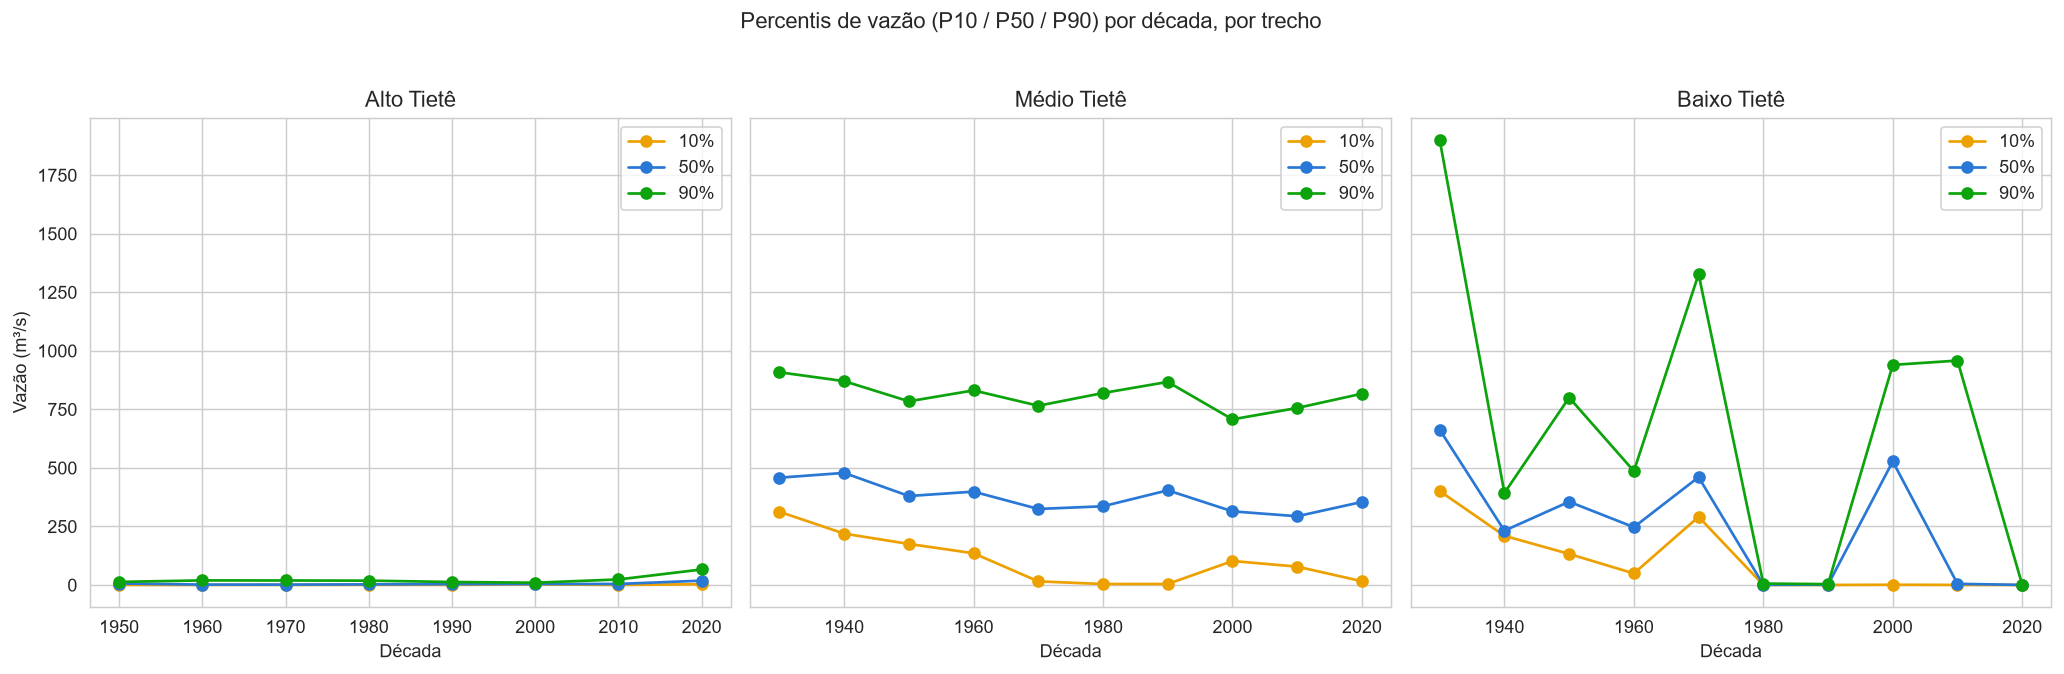 Percentis de vazão (P10 / P50 / P90) por década, por trecho
Alto Tietê
10%
50%
90%
Vazão (m³/s)
1750
1500
1250
1000
750
500
250
0
1950 1960 1970 1980 1990 2000 2010 2020
Década
Médio Tietê
10%
50%
90%
1940 1960 1980 2000 2020
Década
Baixo Tietê
10%
50%
90%
1940 1960 1980 2000 2020
Década